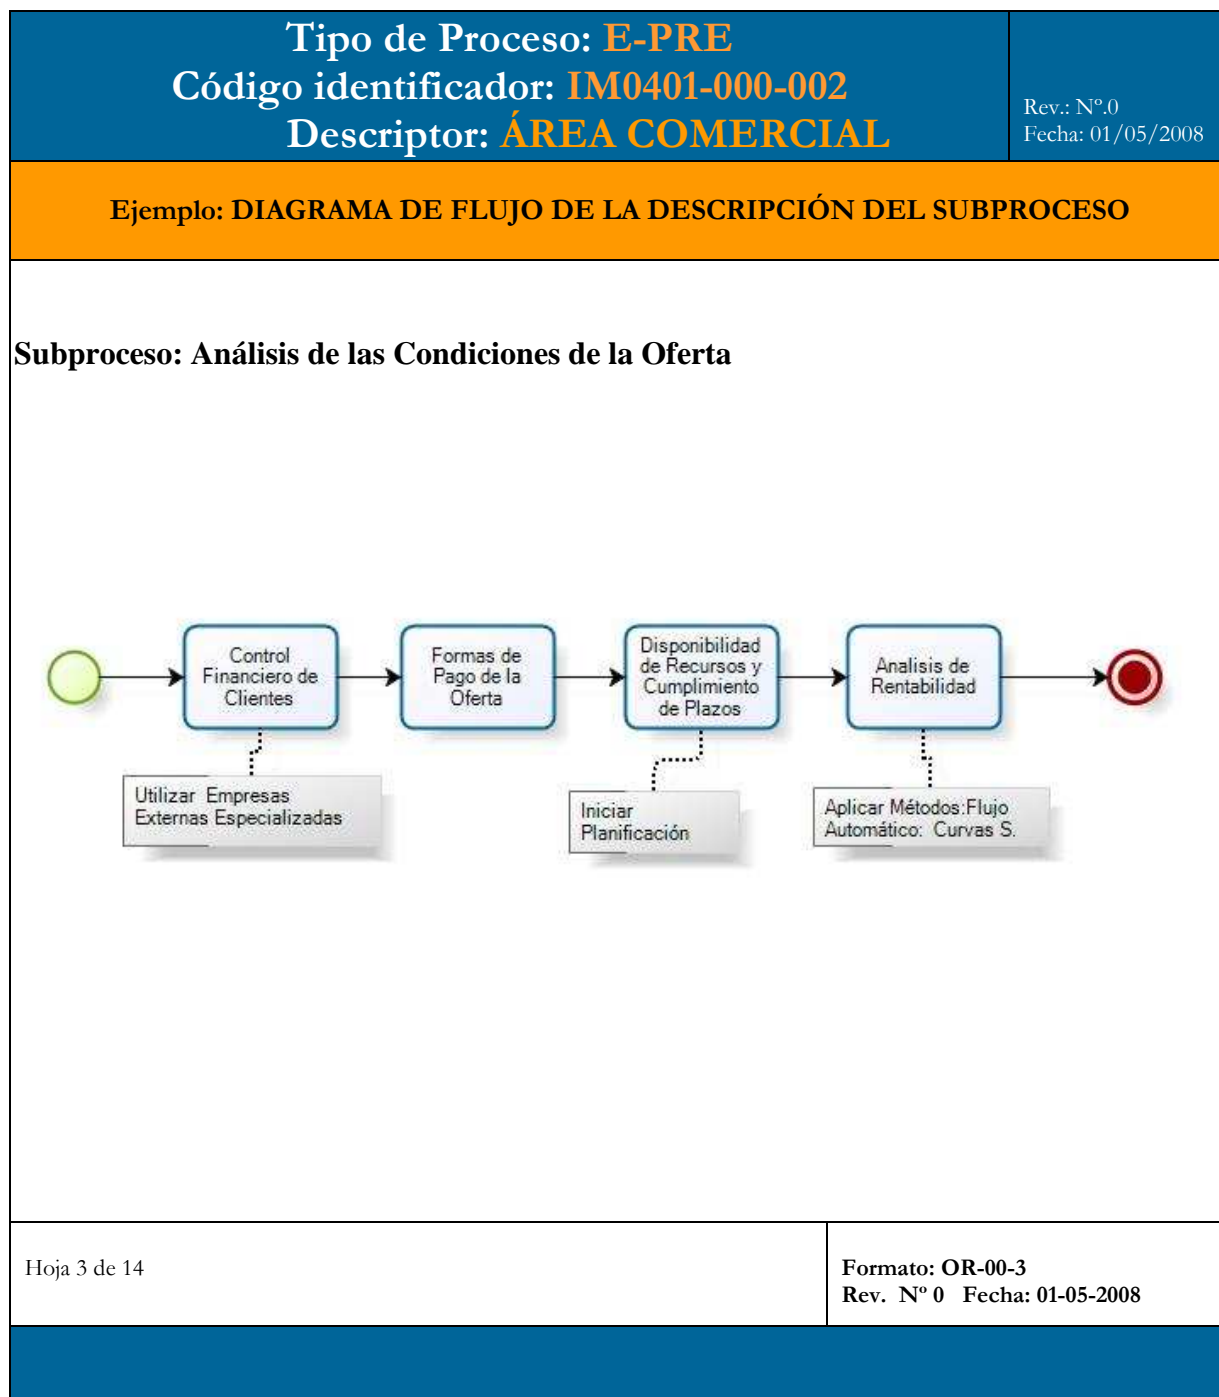 Tipo de Proceso: E-PRE
Código identificador: IM0401-000-002
Descriptor: ÁREA COMERCIAL
Rev.: Nº.0
Fecha: 01/05/2008
Ejemplo: DIAGRAMA DE FLUJO DE LA DESCRIPCIÓN DEL SUBPROCESO
Subproceso: Análisis de las Condiciones de la Oferta
Control
Financiero de
Clientes
Formas de
Pago de la
Oferta
Disponibilidad
de Recursos y
Cumplimiento
de Plazos
Analisis de
Rentabilidad
Utilizar Empresas
Externas Especializadas
Iniciar
Planificación
Aplicar Métodos:Flujo
Automático: Curvas S.
Hoja 3 de 14
Formato: OR-00-3
Rev. Nº 0 Fecha: 01-05-2008